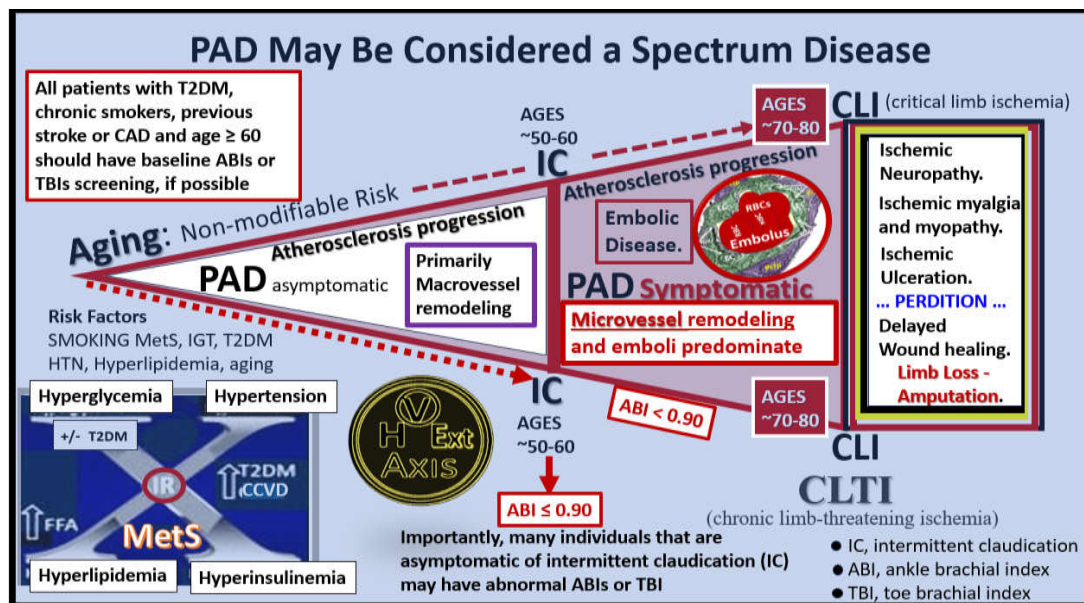 PAD May Be Considered a Spectrum Disease
All patients with T2DM,
chronic smokers, previous
stroke or CAD and age ≥ 60
should have baseline ABIs or
TBIs screening, if possible
AGES
~50-60
IC
AGES
~70-80
CLI (critical limb ischemia)
Aging: Non-modifiable Risk
Atherosclerosis progression
Atherosclerosis progression
PAD asymptomatic
Primarily
Macrovessel
remodeling
Embolic
Disease.
RBCs
Embolus
PAD Symptomatic
Microvessel remodeling
and emboli predominate
Ischemic
Neuropathy.
Ischemic myalgia
and myopathy.
Ischemic
Ulceration.
... PERDITION ...
Delayed
Wound healing.
Limb Loss -
Amputation.
Risk Factors
SMOKING MetS, IGT, T2DM
HTN, Hyperlipidemia, aging
Hyperglycemia
Hypertension
+/- T2DM
IR
T2DM
CCVD
FFA
MetS
Hyperlipidemia
Hyperinsulinemia
V
H Ext
Axis
IC
AGES
~50-60
ABI < 0.90
AGES
~70-80
CLI
ABI ≤ 0.90
CLTI
(chronic limb-threatening ischemia)
Importantly, many individuals that are
asymptomatic of intermittent claudication (IC)
may have abnormal ABIs or TBI
● IC, intermittent claudication
● ABI, ankle brachial index
● TBI, toe brachial index